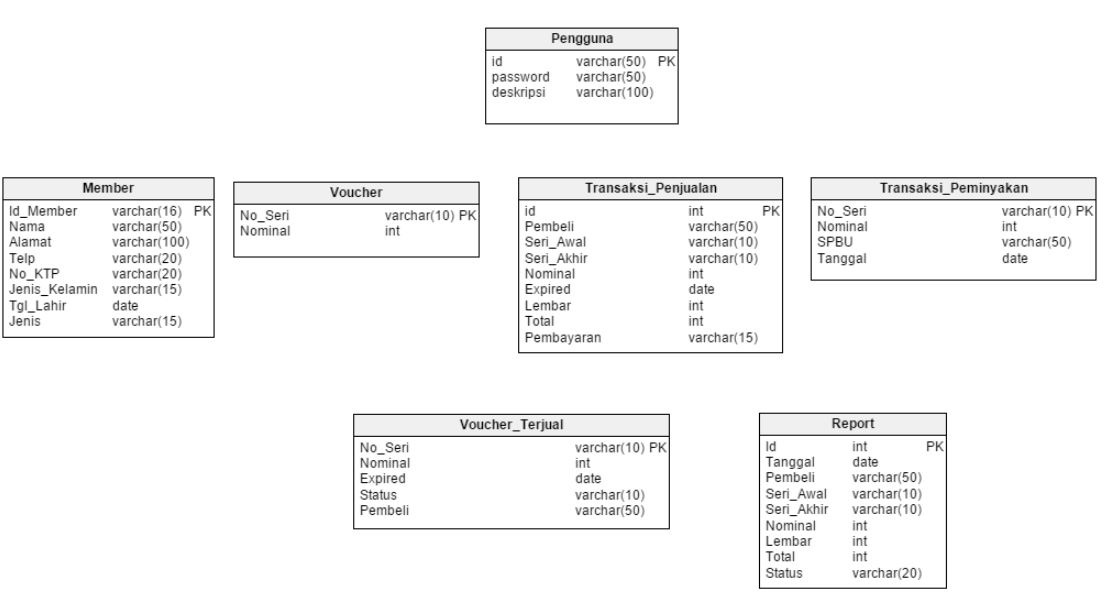 Pengguna
id varchar(50) PK
password varchar(50)
deskripsi varchar(100)
Member
Id_Member varchar(16) PK
Nama varchar(50)
Alamat varchar(100)
Telp varchar(20)
No_KTP varchar(20)
Jenis_Kelamin varchar(15)
Tgl_Lahir date
Jenis varchar(15)
Voucher
No_Seri varchar(10) PK
Nominal int
Transaksi_Penjualan
id int PK
Pembeli varchar(50)
Seri_Awal varchar(10)
Seri_Akhir varchar(10)
Nominal int
Expired date
Lembar int
Total int
Pembayaran varchar(15)
Transaksi_Peminyakan
No_Seri varchar(10) PK
Nominal int
SPBU varchar(50)
Tanggal date
Voucher_Terjual
No_Seri varchar(10) PK
Nominal int
Expired date
Status varchar(10)
Pembeli varchar(50)
Report
Id int PK
Tanggal date
Pembeli varchar(50)
Seri_Awal varchar(10)
Seri_Akhir varchar(10)
Nominal int
Lembar int
Total int
Status varchar(20)